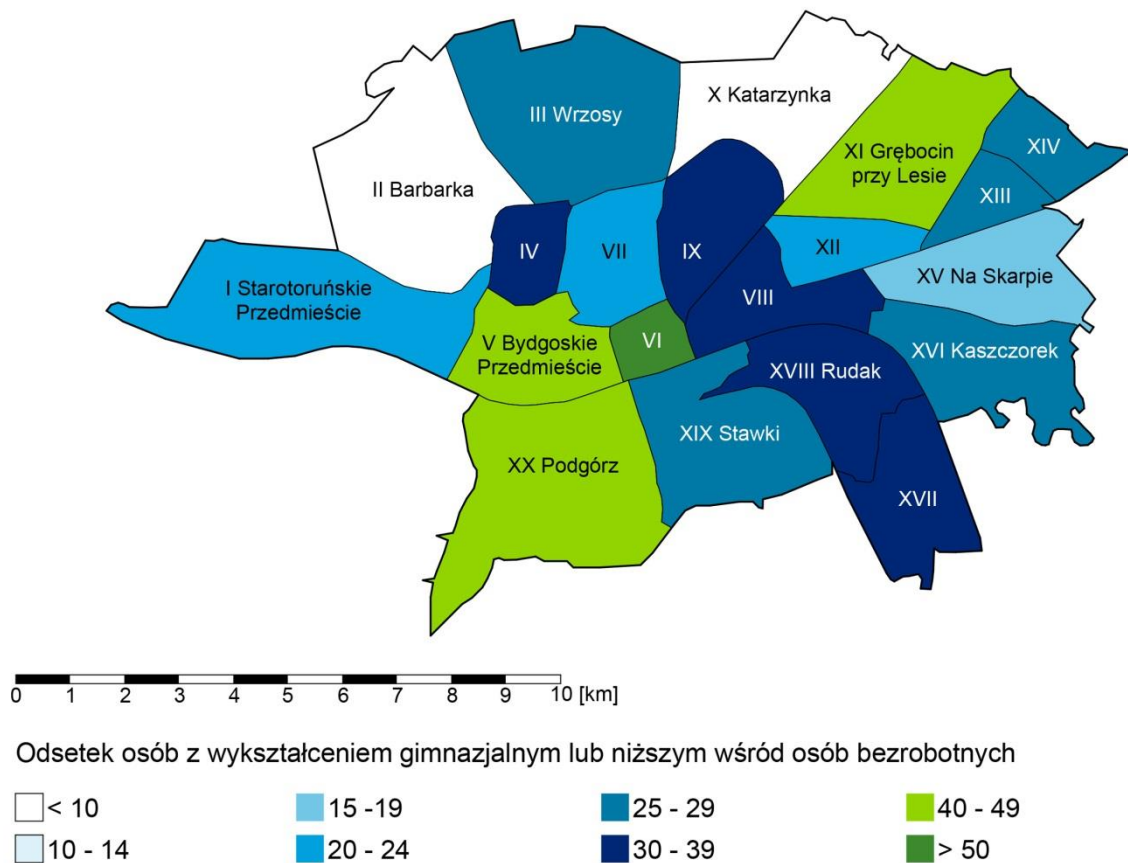 X Katarzynka
III Wrzosy
XI Grębocin
przy Lesie
XIV
II Barbarka
XIII
IV
VII
IX
XII
XV Na Skarpie
I Starotoruńskie
Przedmieście
VIII
V Bydgoskie
Przedmieście
VI
XVI Kaszczorek
XVIII Rudak
XIX Stawki
XX Podgórz
XVII
0 1 2 3 4 5 6 7 8 9 10 [km]
Odsetek osób z wykształceniem gimnazjalnym lub niższym wśród osób bezrobotnych
< 10 15 -19 25 - 29 40 - 49
10 - 14 20 - 24 30 - 39 > 50